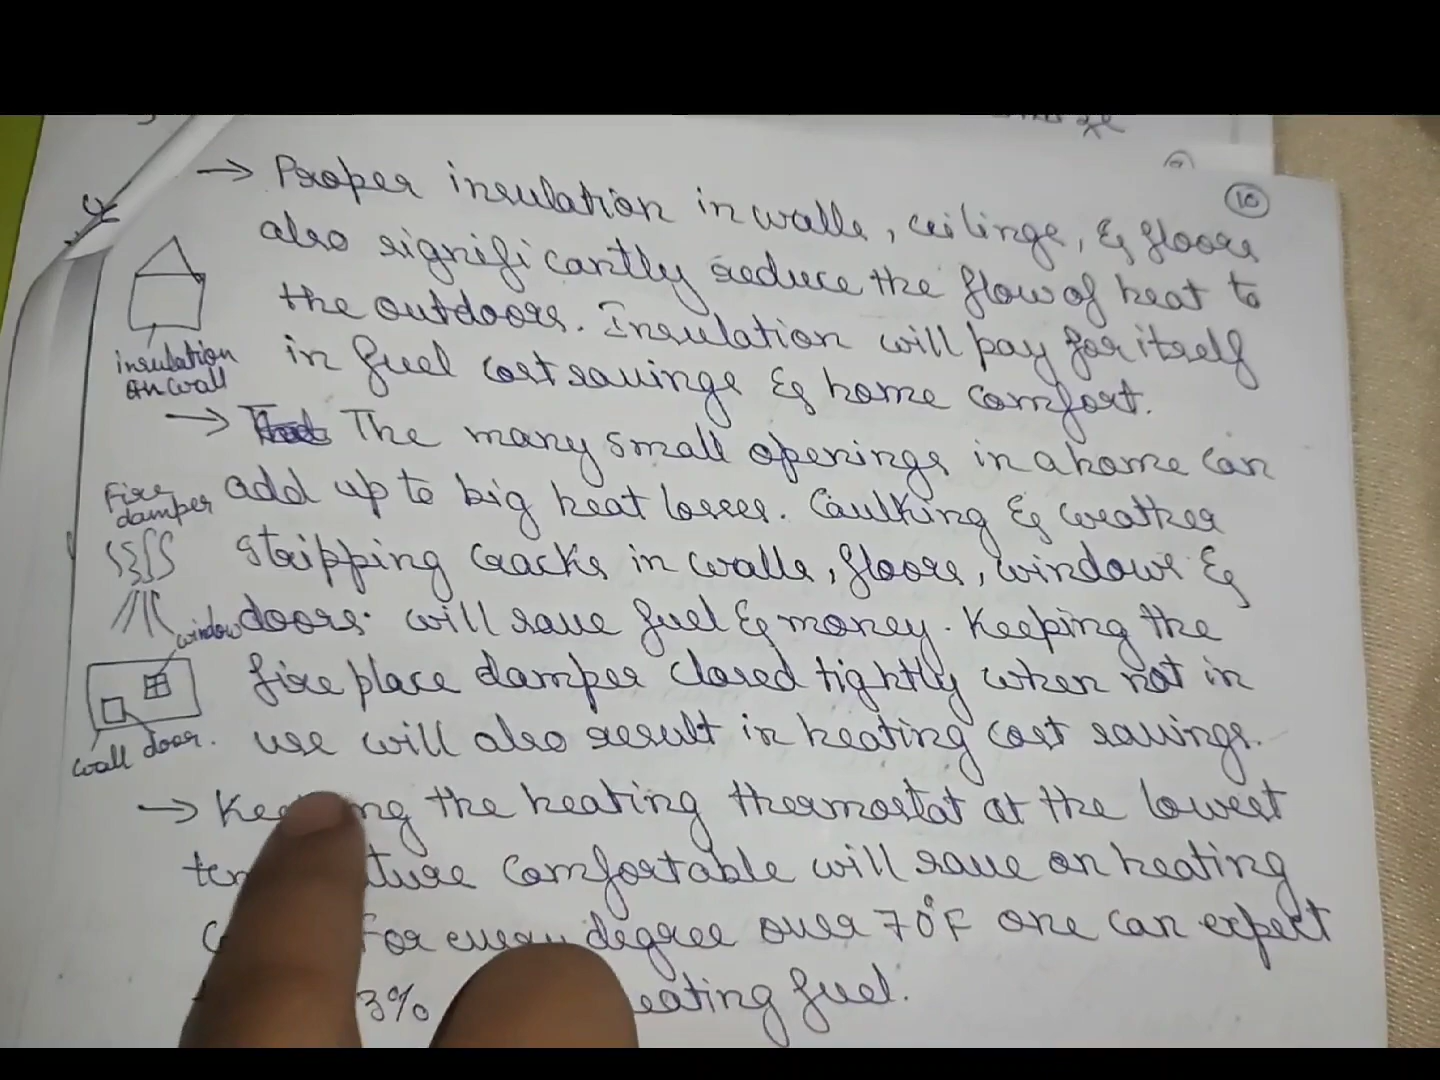 10
→ Proper insulation in walls, ceilings, & floors
also significantly reduce the flow of heat to
the outdoors. Insulation will pay for itself
in fuel cost savings & home comfort.
insulation
on wall
→ The many small openings in a home can
add up to big heat losses. Caulking & weather
stripping cracks in walls, floors, windows &
doors. will save fuel & money. Keeping the
fire place damper closed tightly when not in
use will also result in heating cost savings.
Fire
damper
window
wall door.
→ the heating thermostat at the lowest
comfortable will save on heating
For every degree over 70°F one can expect
3% fuel.